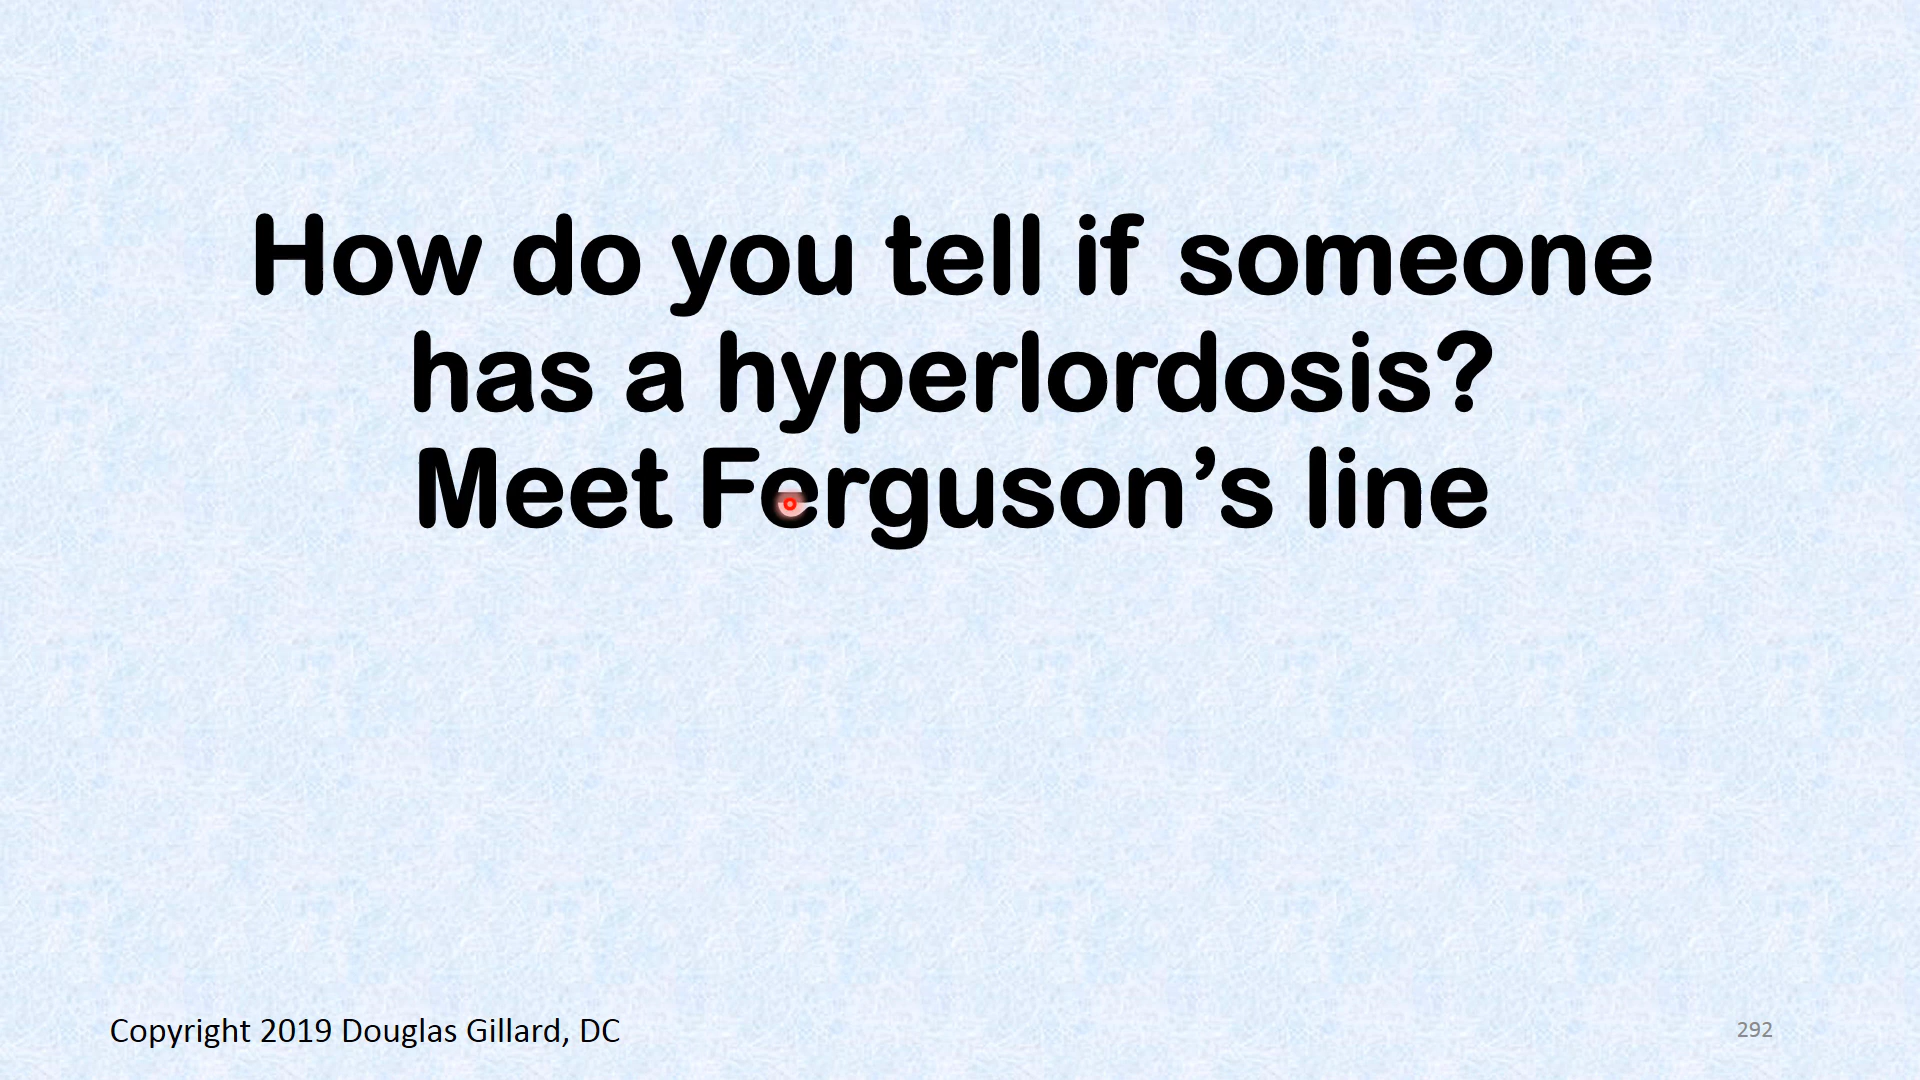 How do you tell if someone
has a hyperlordosis?
Meet Ferguson’s line
Copyright 2019 Douglas Gillard, DC
292